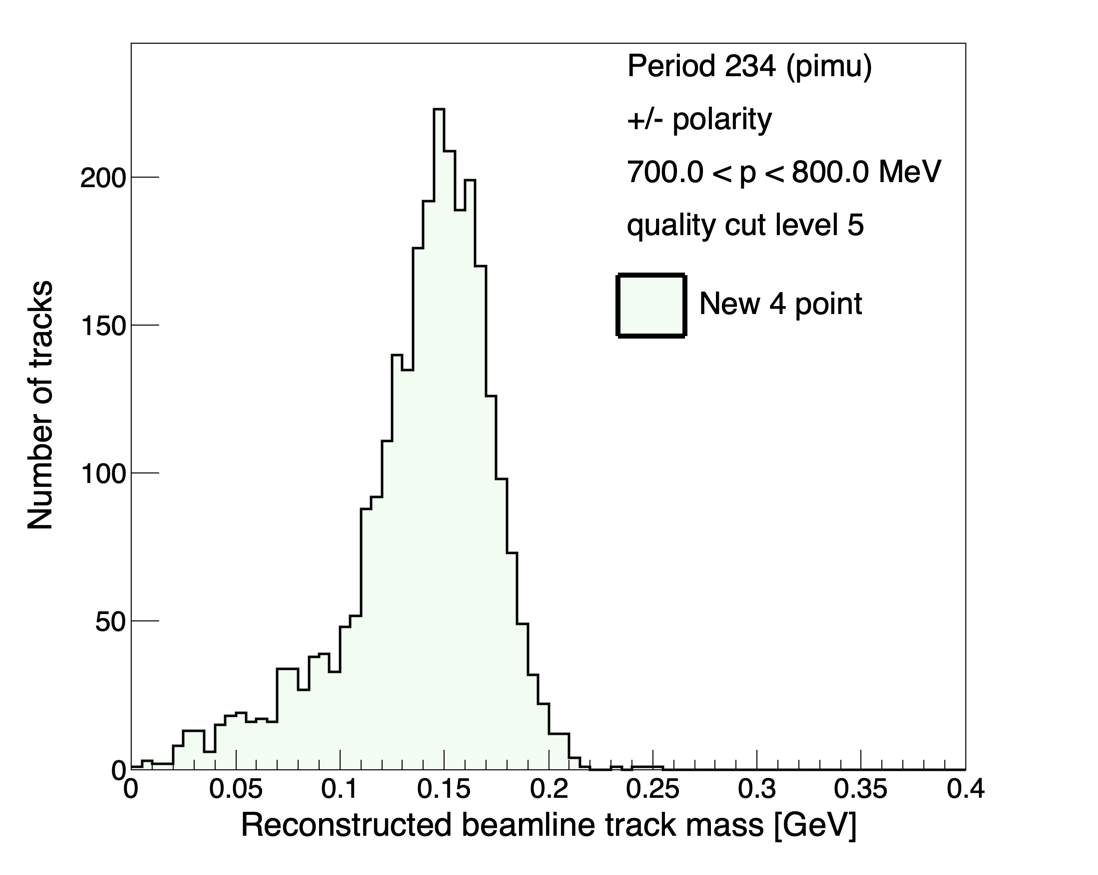 Period 234 (pimu)
+/- polarity
700.0 < p < 800.0 MeV
quality cut level 5
New 4 point
Number of tracks
200
150
100
50
0
0 0.05 0.1 0.15 0.2 0.25 0.3 0.35 0.4
Reconstructed beamline track mass [GeV]